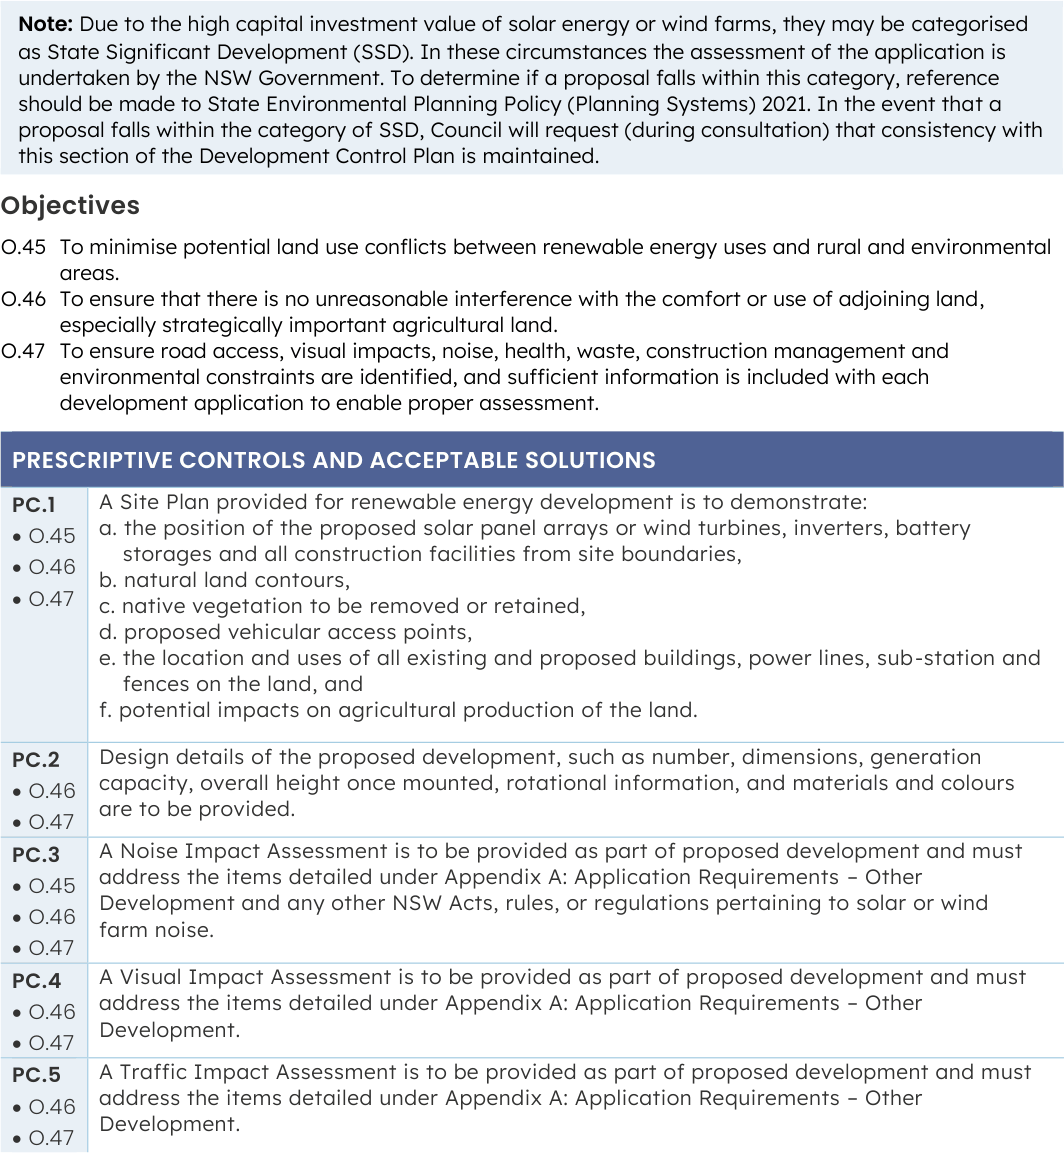 Note: Due to the high capital investment value of solar energy or wind farms, they may be categorised
as State Significant Development (SSD). In these circumstances the assessment of the application is
undertaken by the NSW Government. To determine if a proposal falls within this category, reference
should be made to State Environmental Planning Policy (Planning Systems) 2021. In the event that a
proposal falls within the category of SSD, Council will request (during consultation) that consistency with
this section of the Development Control Plan is maintained.
Objectives
O.45 To minimise potential land use conflicts between renewable energy uses and rural and environmental
areas.
O.46 To ensure that there is no unreasonable interference with the comfort or use of adjoining land,
especially strategically important agricultural land.
O.47 To ensure road access, visual impacts, noise, health, waste, construction management and
environmental constraints are identified, and sufficient information is included with each
development application to enable proper assessment.
PRESCRIPTIVE CONTROLS AND ACCEPTABLE SOLUTIONS
PC.1
• O.45
• O.46
• O.47
A Site Plan provided for renewable energy development is to demonstrate:
a. the position of the proposed solar panel arrays or wind turbines, inverters, battery
storages and all construction facilities from site boundaries,
b. natural land contours,
c. native vegetation to be removed or retained,
d. proposed vehicular access points,
e. the location and uses of all existing and proposed buildings, power lines, sub-station and
fences on the land, and
f. potential impacts on agricultural production of the land.
PC.2
• O.46
• O.47
Design details of the proposed development, such as number, dimensions, generation
capacity, overall height once mounted, rotational information, and materials and colours
are to be provided.
PC.3
• O.45
• O.46
• O.47
A Noise Impact Assessment is to be provided as part of proposed development and must
address the items detailed under Appendix A: Application Requirements – Other
Development and any other NSW Acts, rules, or regulations pertaining to solar or wind
farm noise.
PC.4
• O.46
• O.47
A Visual Impact Assessment is to be provided as part of proposed development and must
address the items detailed under Appendix A: Application Requirements – Other
Development.
PC.5
• O.46
• O.47
A Traffic Impact Assessment is to be provided as part of proposed development and must
address the items detailed under Appendix A: Application Requirements – Other
Development.